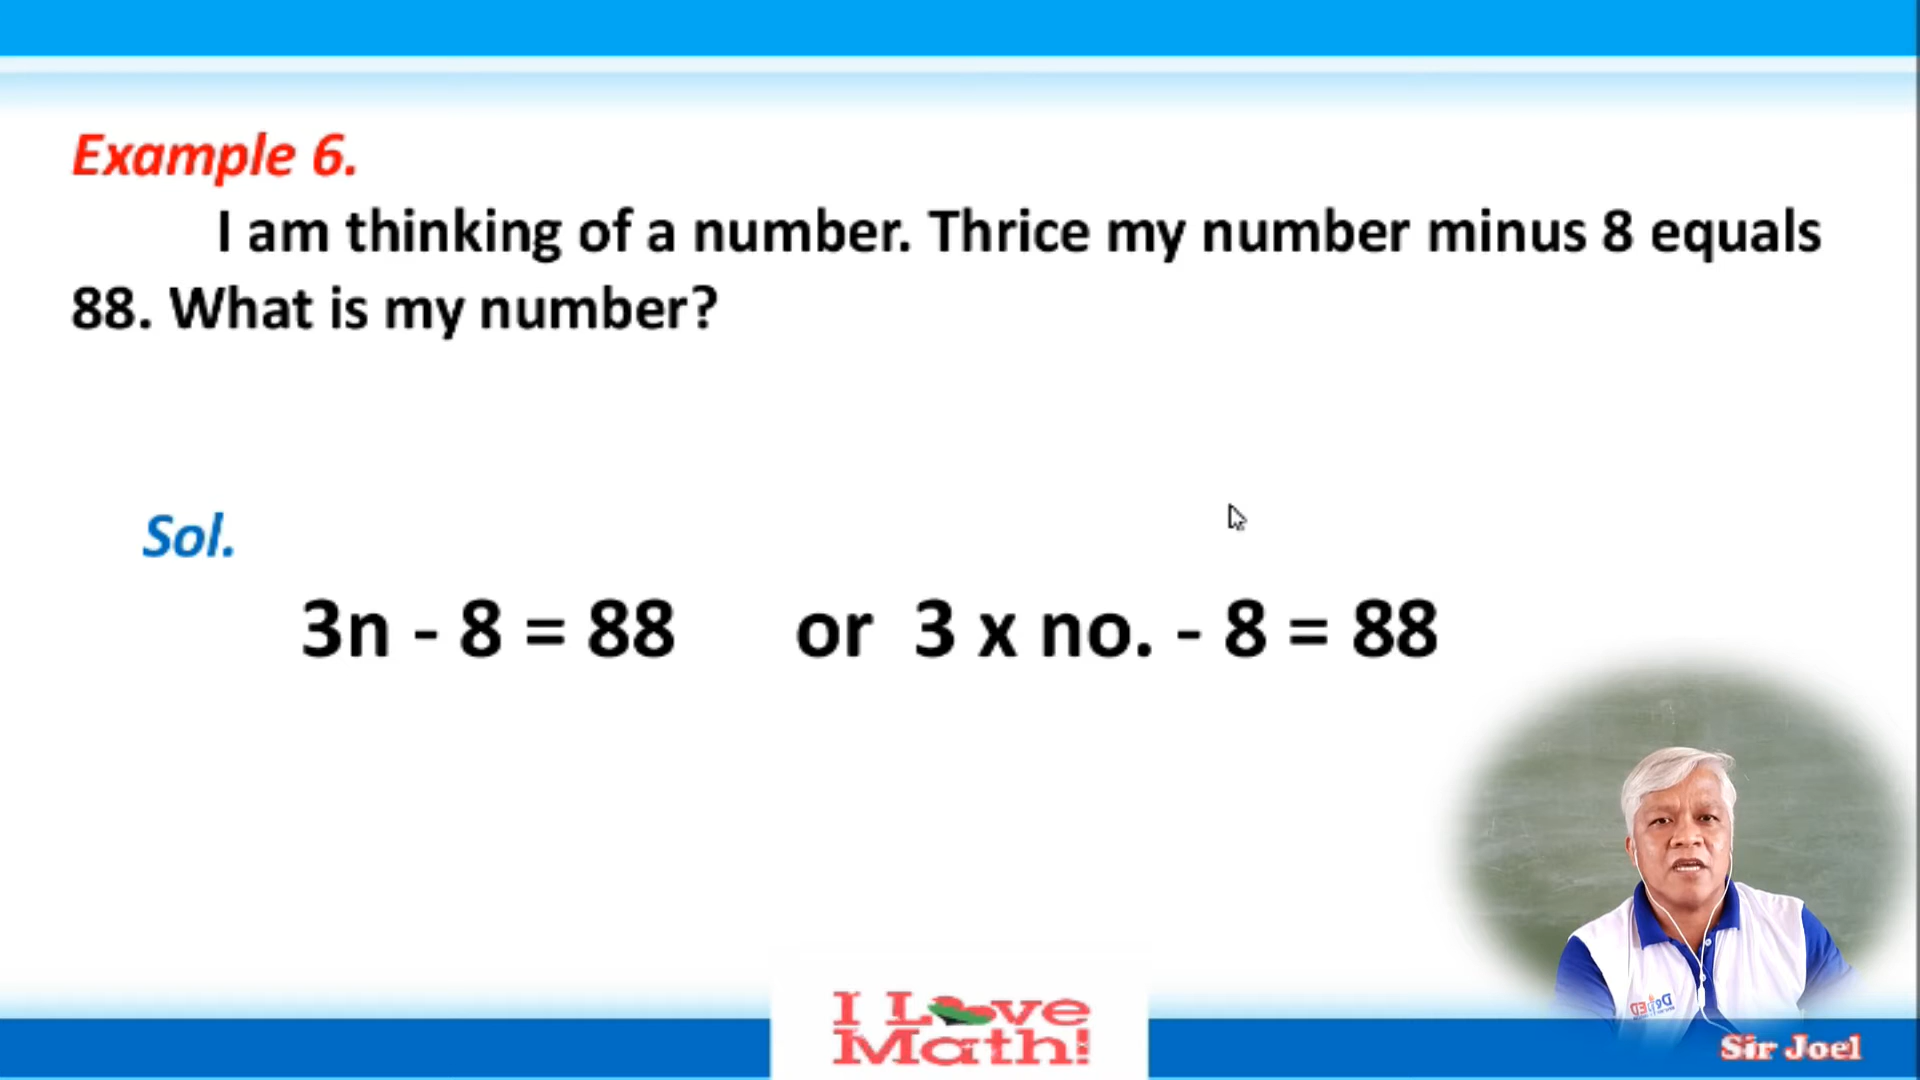 Example 6.
I am thinking of a number. Thrice my number minus 8 equals
88. What is my number?
Sol.
3n - 8 = 88 or 3 x no. - 8 = 88
I Love
Math!
Sir Joel